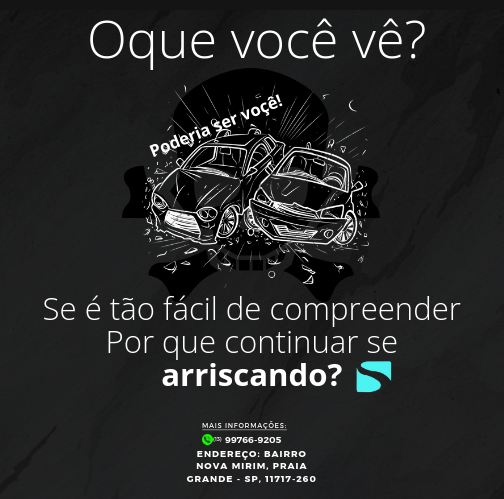 Oque você vê?
Poderia ser voçê!
Se é tão fácil de compreender
Por que continuar se
arriscando?
MAIS INFORMAÇÕES:
(13) 99766-9205
ENDEREÇO: BAIRRO
NOVA MIRIM, PRAIA
GRANDE - SP, 11717-260